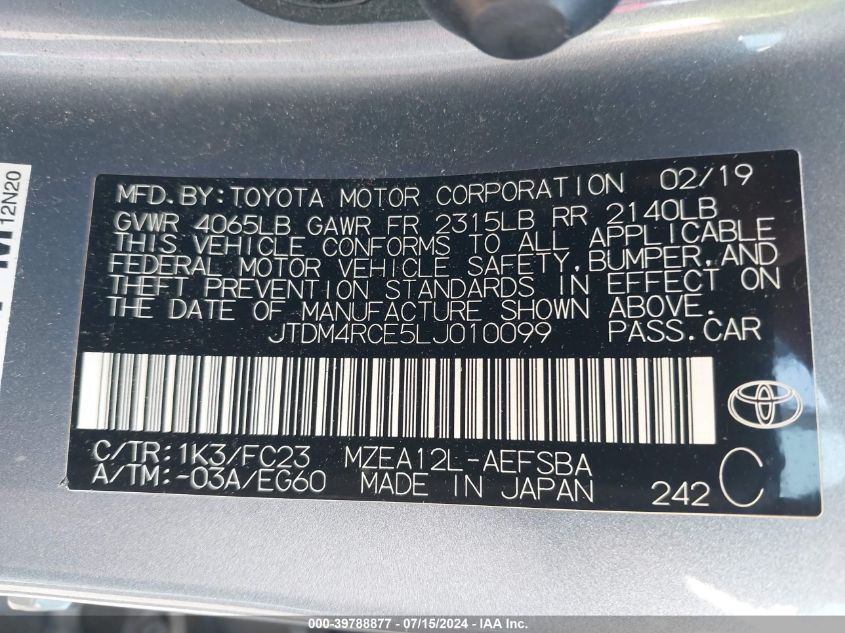 MFD.BY:TOYOTA MOTOR CORPORATION 02/19
GVWR 4065LB GAWR FR 2315LB RR 2140LB
THIS VEHICLE CONFORMS TO ALL APPLICABLE
FEDERAL MOTOR VEHICLE SAFETY,BUMPER,AND
THEFT PREVENTION STANDARDS IN EFFECT ON
THE DATE OF MANUFACTURE SHOWN ABOVE.
JTDM4RCE5LJ010099 PASS.CAR
C/TR:1K3/FC23 MZEA12L-AEFSBA
A/TM:-03A/EG60 MADE IN JAPAN 242 C
12N20
000-39788877 - 07/15/2024 - IAA Inc.